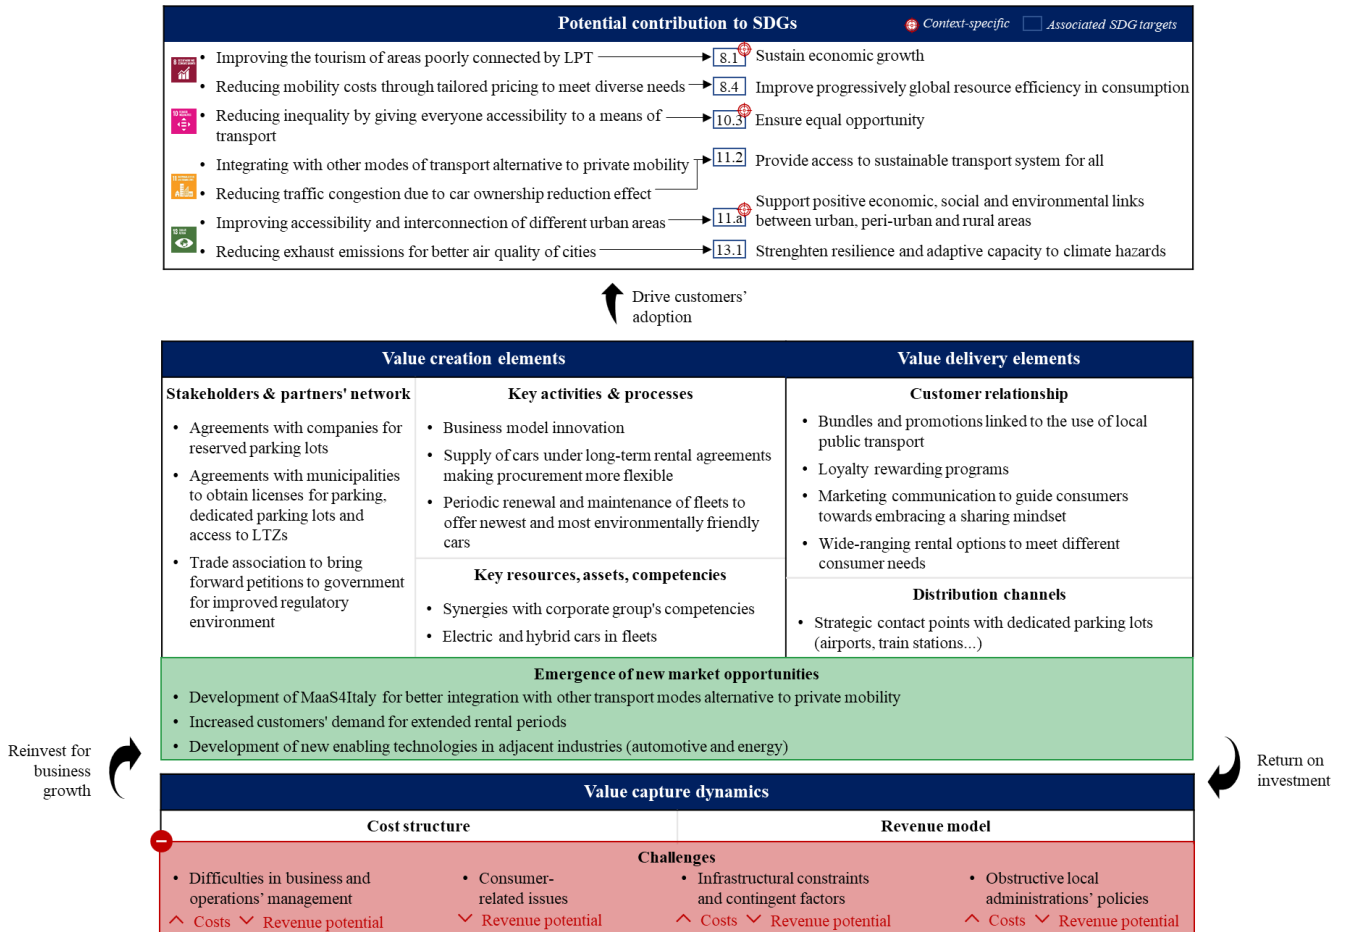 Potential contribution to SDGs
Context-specific
Associated SDG targets
• Improving the tourism of areas poorly connected by LPT
8.1
Sustain economic growth
• Reducing mobility costs through tailored pricing to meet diverse needs
8.4
Improve progressively global resource efficiency in consumption
• Reducing inequality by giving everyone accessibility to a means of
transport
10.3
Ensure equal opportunity
• Integrating with other modes of transport alternative to private mobility
11.2
Provide access to sustainable transport system for all
• Reducing traffic congestion due to car ownership reduction effect
• Improving accessibility and interconnection of different urban areas
11.a
Support positive economic, social and environmental links
between urban, peri-urban and rural areas
• Reducing exhaust emissions for better air quality of cities
13.1
Strenghten resilience and adaptive capacity to climate hazards
Drive customers'
adoption
Value creation elements
Value delivery elements
Stakeholders & partners' network
• Agreements with companies for
reserved parking lots
• Agreements with municipalities
to obtain licenses for parking,
dedicated parking lots and
access to LTZs
• Trade association to bring
forward petitions to government
for improved regulatory
environment
Key activities & processes
• Business model innovation
• Supply of cars under long-term rental agreements
making procurement more flexible
• Periodic renewal and maintenance of fleets to
offer newest and most environmentally friendly
cars
Key resources, assets, competencies
• Synergies with corporate group's competencies
• Electric and hybrid cars in fleets
Customer relationship
• Bundles and promotions linked to the use of local
public transport
• Loyalty rewarding programs
• Marketing communication to guide consumers
towards embracing a sharing mindset
• Wide-ranging rental options to meet different
consumer needs
Distribution channels
• Strategic contact points with dedicated parking lots
(airports, train stations...)
Emergence of new market opportunities
• Development of MaaS4Italy for better integration with other transport modes alternative to private mobility
• Increased customers' demand for extended rental periods
• Development of new enabling technologies in adjacent industries (automotive and energy)
Reinvest for
business
growth
Return on
investment
Value capture dynamics
Cost structure
Revenue model
Challenges
• Difficulties in business and
operations' management
Costs Revenue potential
• Consumer-
related issues
Revenue potential
• Infrastructural constraints
and contingent factors
Costs Revenue potential
• Obstructive local
administrations' policies
Costs Revenue potential